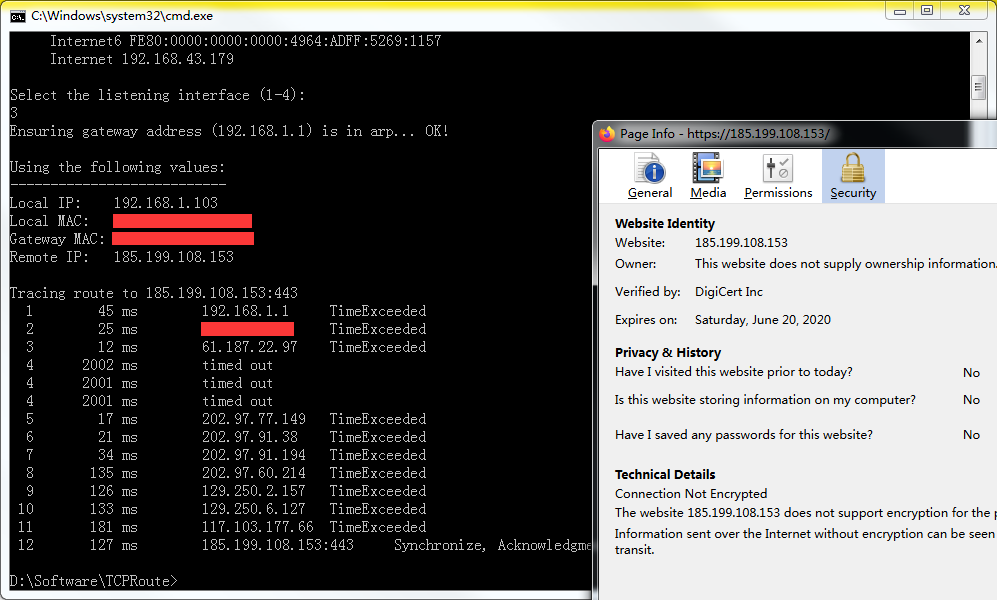 C:\Windows\system32\cmd.exe
Internet6 FE80:0000:0000:0000:4964:ADFF:5269:1157
Internet 192.168.43.179
Select the listening interface (1-4):
3
Ensuring gateway address (192.168.1.1) is in arp... OK!
Using the following values:
---------------------------
Local IP: 192.168.1.103
Local MAC:
Gateway MAC:
Remote IP: 185.199.108.153
Tracing route to 185.199.108.153:443
1 45 ms 192.168.1.1 TimeExceeded
2 25 ms TimeExceeded
3 12 ms 61.187.22.97 TimeExceeded
4 2002 ms timed out
4 2001 ms timed out
4 2001 ms timed out
5 17 ms 202.97.77.149 TimeExceeded
6 21 ms 202.97.91.38 TimeExceeded
7 34 ms 202.97.91.194 TimeExceeded
8 135 ms 202.97.60.214 TimeExceeded
9 126 ms 129.250.2.157 TimeExceeded
10 133 ms 129.250.6.127 TimeExceeded
11 181 ms 117.103.177.66 TimeExceeded
12 127 ms 185.199.108.153:443 Synchronize, Acknowledgme
D:\Software\TCPRoute>
Page Info - https://185.199.108.153/
General Media Permissions Security
Website Identity
Website: 185.199.108.153
Owner: This website does not supply ownership information.
Verified by: DigiCert Inc
Expires on: Saturday, June 20, 2020
Privacy & History
Have I visited this website prior to today? No
Is this website storing information on my computer? No
Have I saved any passwords for this website? No
Technical Details
Connection Not Encrypted
The website 185.199.108.153 does not support encryption for the p
Information sent over the Internet without encryption can be seen
transit.